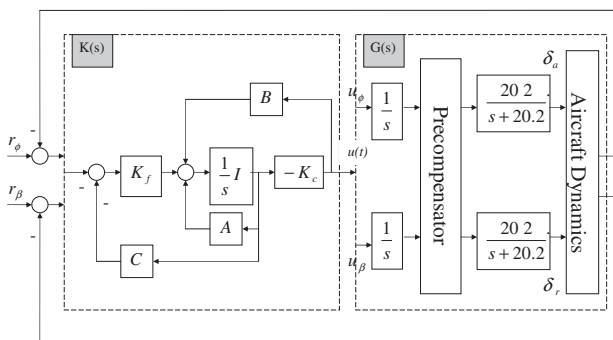 K(s)
G(s)
-
r_ϕ
r_β
-
-
-
K_f
B
1/s I
-K_c
A
C
u(t)
u_ϕ
u_β
1/s
1/s
Precompensator
20 2
s + 20.2
20 2
s + 20.2
δ_a
δ_r
Aircraft Dynamics